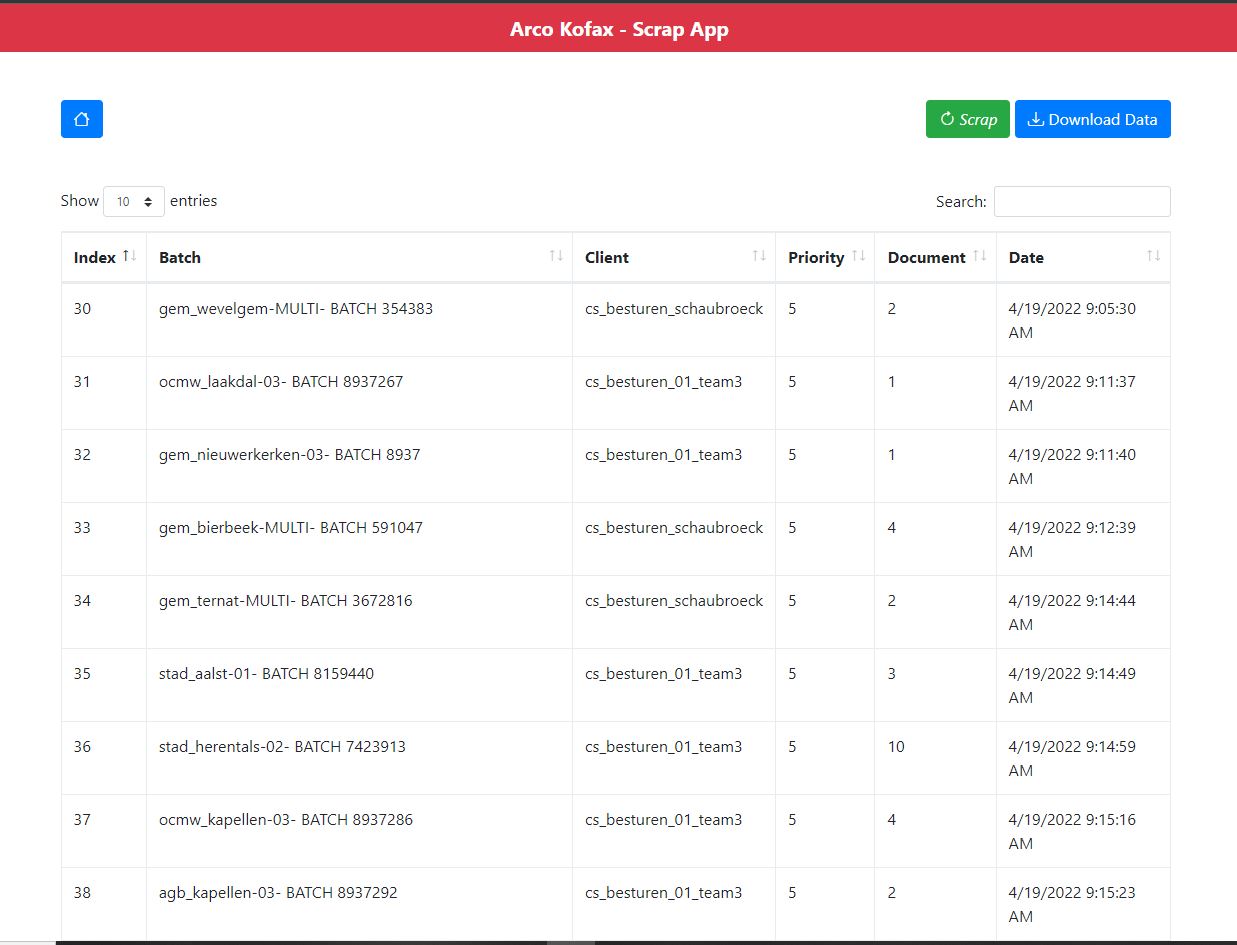 Arco Kofax - Scrap App
Scrap Download Data
Show 10 entries Search:
Index Batch Client Priority Document Date
30 gem_wevelgem-MULTI- BATCH 354383 cs_besturen_schaubroeck 5 2 4/19/2022 9:05:30
AM
31 ocmw_laakdal-03- BATCH 8937267 cs_besturen_01_team3 5 1 4/19/2022 9:11:37
AM
32 gem_nieuwerkerken-03- BATCH 8937 cs_besturen_01_team3 5 1 4/19/2022 9:11:40
AM
33 gem_bierbeek-MULTI- BATCH 591047 cs_besturen_schaubroeck 5 4 4/19/2022 9:12:39
AM
34 gem_ternat-MULTI- BATCH 3672816 cs_besturen_schaubroeck 5 2 4/19/2022 9:14:44
AM
35 stad_aalst-01- BATCH 8159440 cs_besturen_01_team3 5 3 4/19/2022 9:14:49
AM
36 stad_herentals-02- BATCH 7423913 cs_besturen_01_team3 5 10 4/19/2022 9:14:59
AM
37 ocmw_kapellen-03- BATCH 8937286 cs_besturen_01_team3 5 4 4/19/2022 9:15:16
AM
38 agb_kapellen-03- BATCH 8937292 cs_besturen_01_team3 5 2 4/19/2022 9:15:23
AM